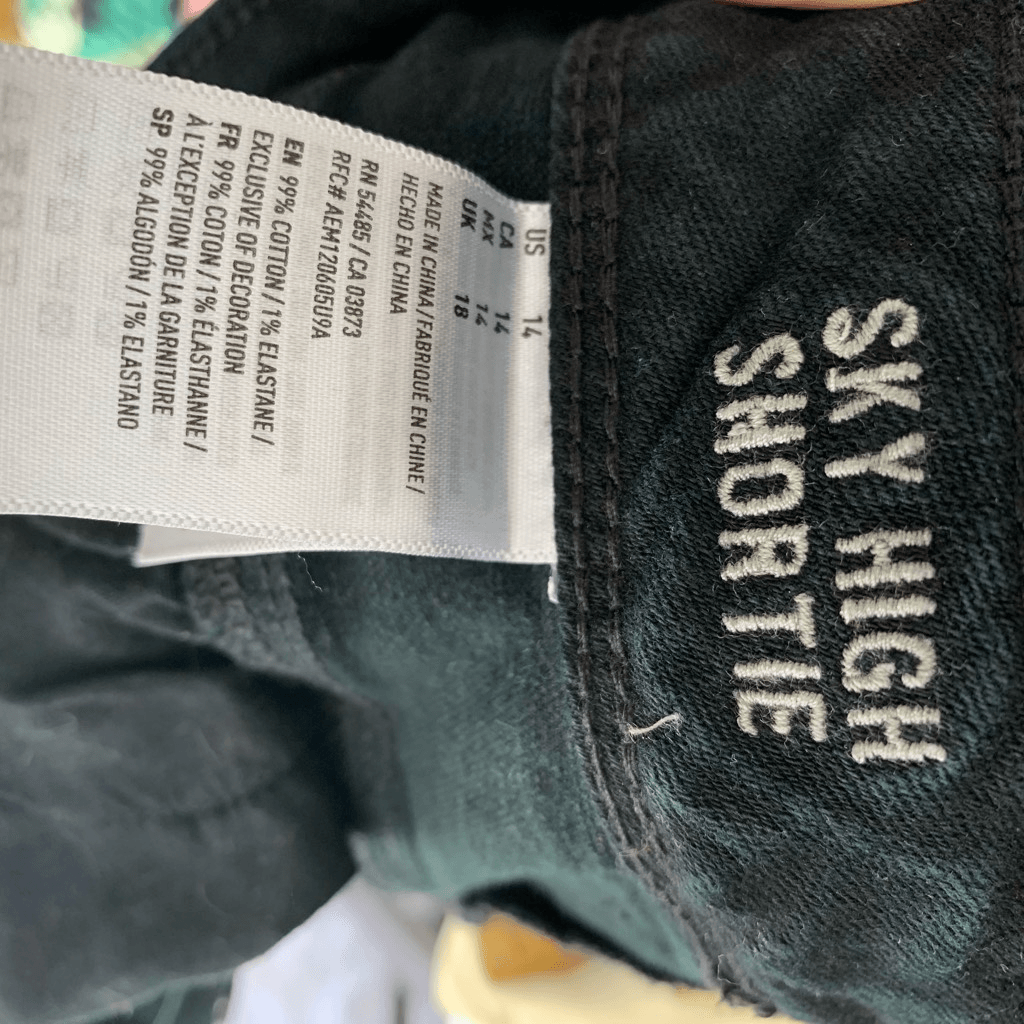 SKY HIGH
SHORTIE
US 14
CA 14
MX 14
UK 18
MADE IN CHINA / FABRIQUÉ EN CHINE /
HECHO EN CHINA
RN 54485 / CA 03873
RFC# AEM120605U9A
EN 99% COTTON / 1% ELASTANE /
EXCLUSIVE OF DECORATION
FR 99% COTON / 1% ÉLASTHANNE /
À L'EXCEPTION DE LA GARNITURE
SP 99% ALGODÓN / 1% ELASTANO